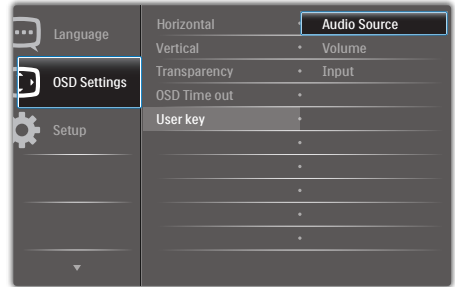 Language
OSD Settings
Setup
Horizontal
Vertical
Transparency
OSD Time out
User key
Audio Source
Volume
Input